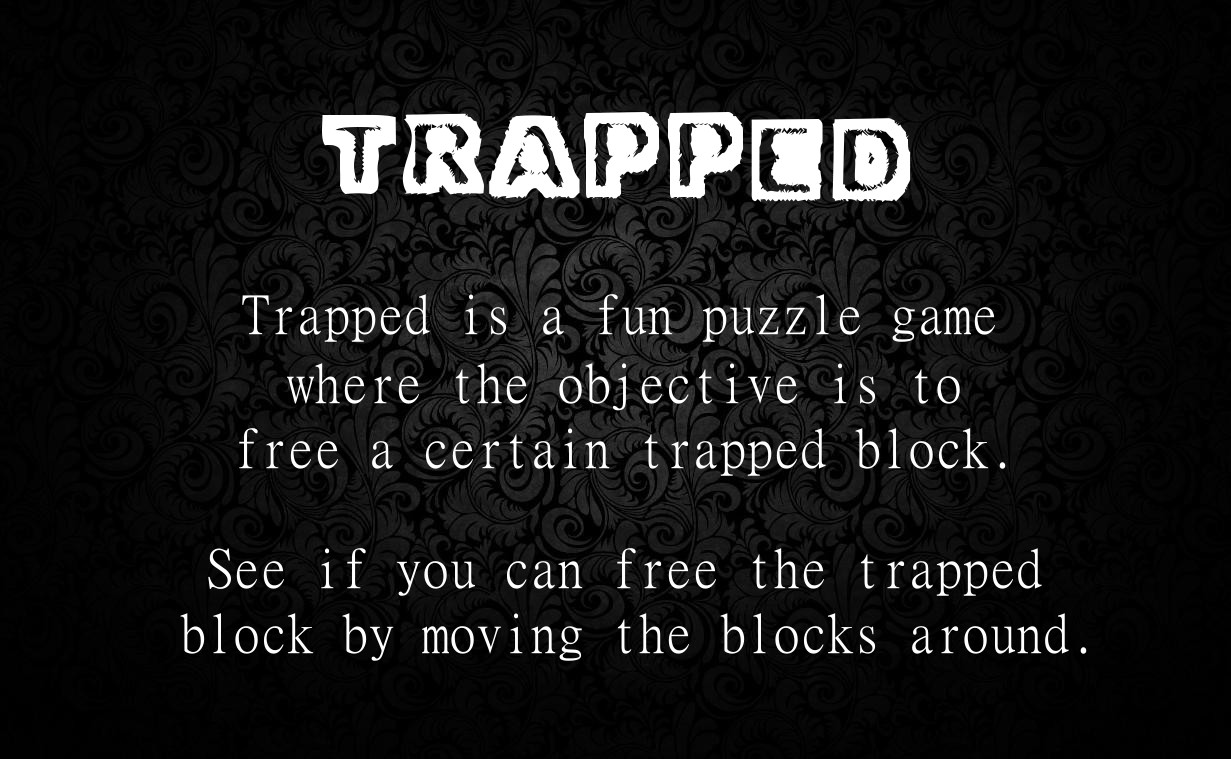 TRAPPED
Trapped is a fun puzzle game
where the objective is to
free a certain trapped block.
See if you can free the trapped
block by moving the blocks around.